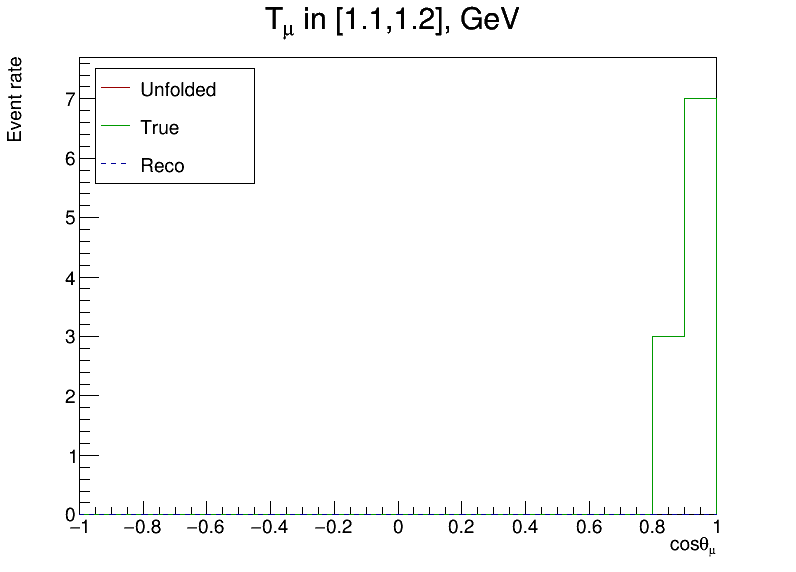 T_μ in [1.1,1.2], GeV
Event rate
Unfolded
True
Reco
7
6
5
4
3
2
1
0
−1 −0.8 −0.6 −0.4 −0.2 0 0.2 0.4 0.6 0.8 1
cosθ_μ